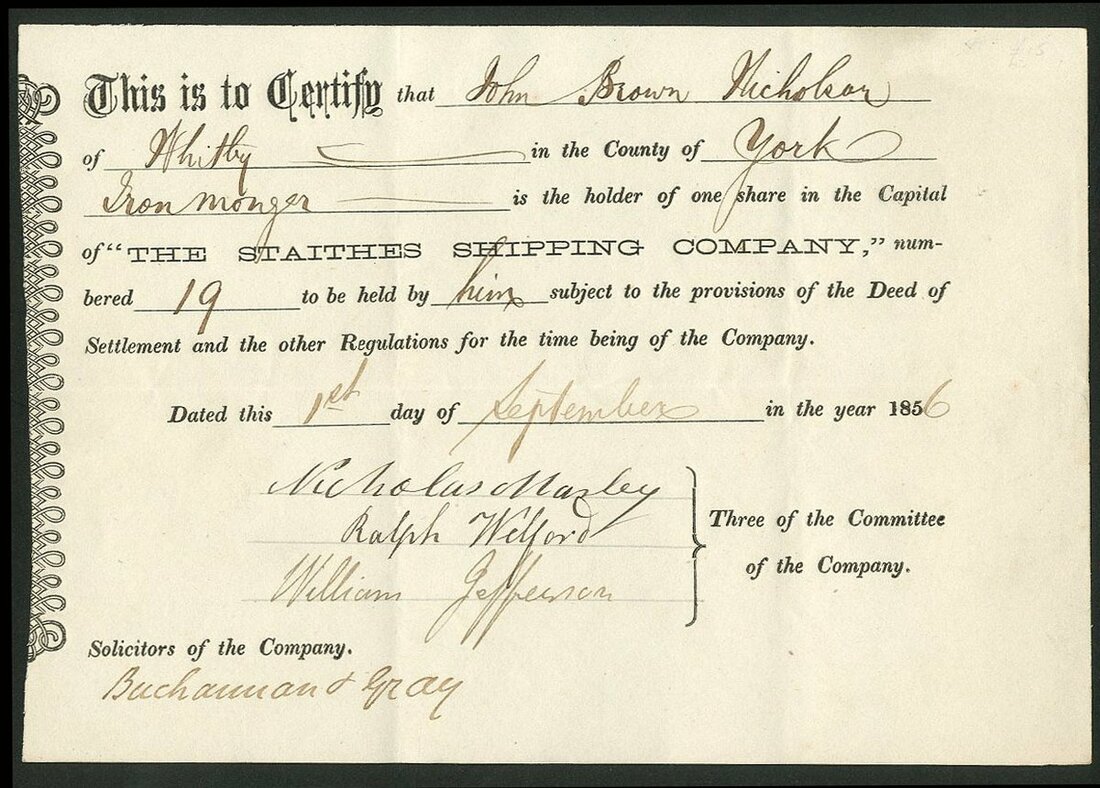 This is to Certify that John Brown Nicholson
of Whitby in the County of York
Iron monger is the holder of one share in the Capital
of "THE STAITHES SHIPPING COMPANY," num-
bered 19 to be held by him subject to the provisions of the Deed of
Settlement and the other Regulations for the time being of the Company.
Dated this 1st day of September in the year 1856
Nicholas Marley
Ralph Welford
William Jefferson
Three of the Committee
of the Company.
Solicitors of the Company.
Buchannan & Gray